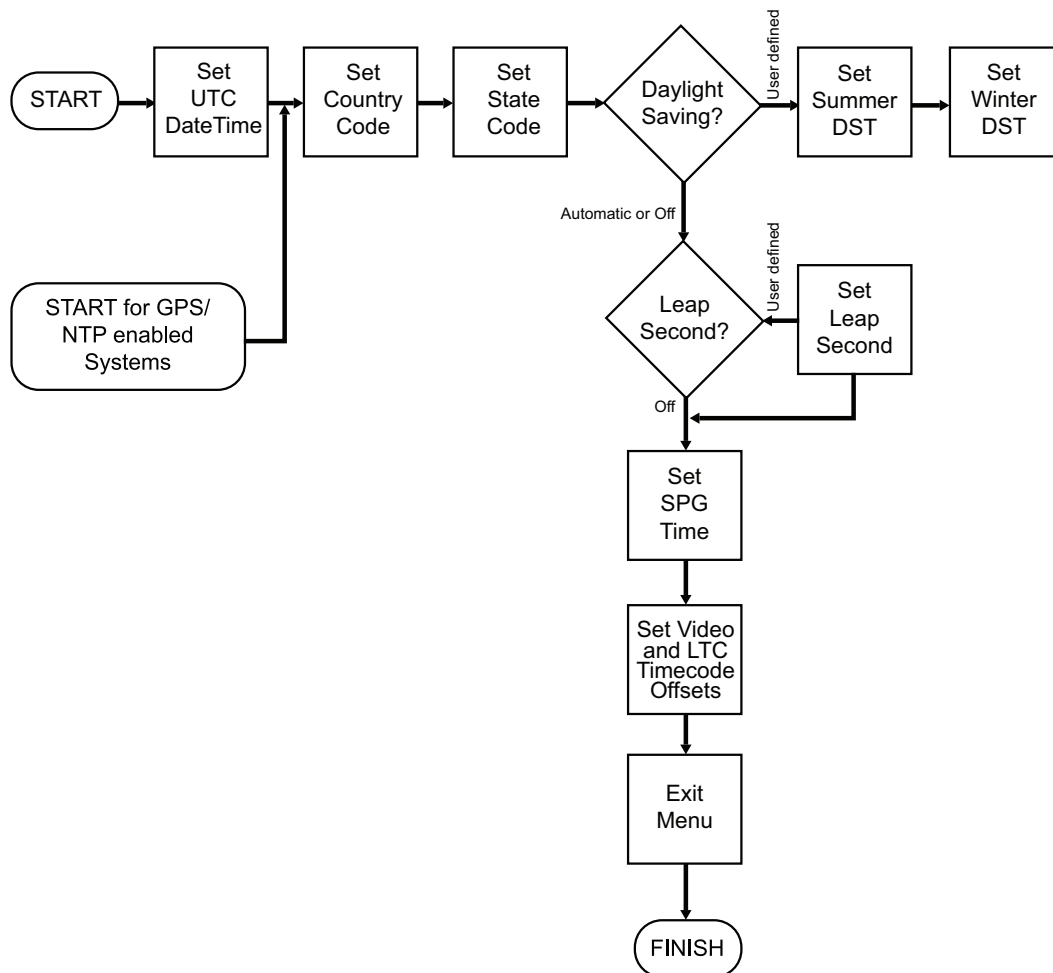 START
Set
UTC
DateTime
Set
Country
Code
Set
State
Code
Daylight
Saving?
User defined
Set
Summer
DST
Set
Winter
DST
Automatic or Off
START for GPS/
NTP enabled
Systems
Leap
Second?
User defined
Set
Leap
Second
Off
Set
SPG
Time
Set Video
and LTC
Timecode
Offsets
Exit
Menu
FINISH